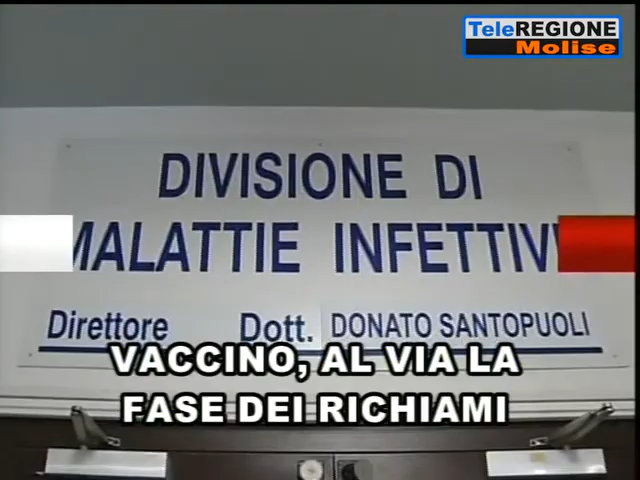 TeleREGIONE
Molise
DIVISIONE DI
MALATTIE INFETTIV
Direttore Dott. DONATO SANTOPUOLI
VACCINO, AL VIA LA
FASE DEI RICHIAMI